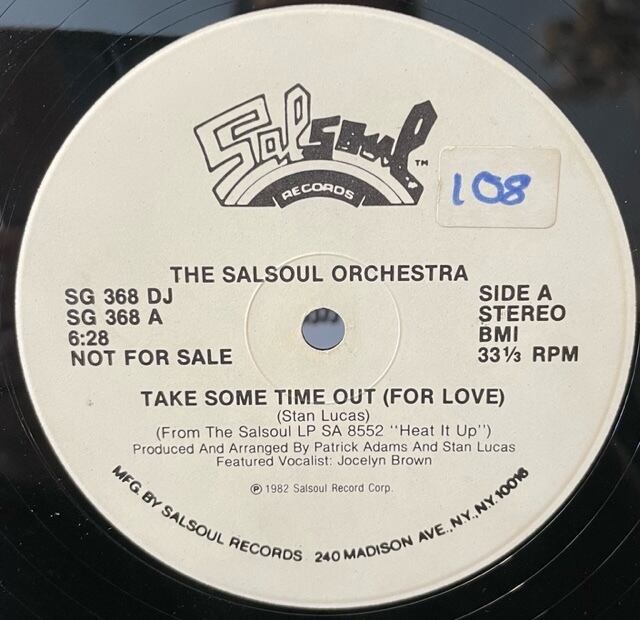 Salsoul™
RECORDS
108
THE SALSOUL ORCHESTRA
SG 368 DJ
SG 368 A
6:28
NOT FOR SALE
SIDE A
STEREO
BMI
33⅓ RPM
TAKE SOME TIME OUT (FOR LOVE)
(Stan Lucas)
(From The Salsoul LP SA 8552 "Heat It Up")
Produced And Arranged By Patrick Adams And Stan Lucas
Featured Vocalist: Jocelyn Brown
℗ 1982 Salsoul Record Corp.
MFG. BY SALSOUL RECORDS 240 MADISON AVE., NY., NY. 10016